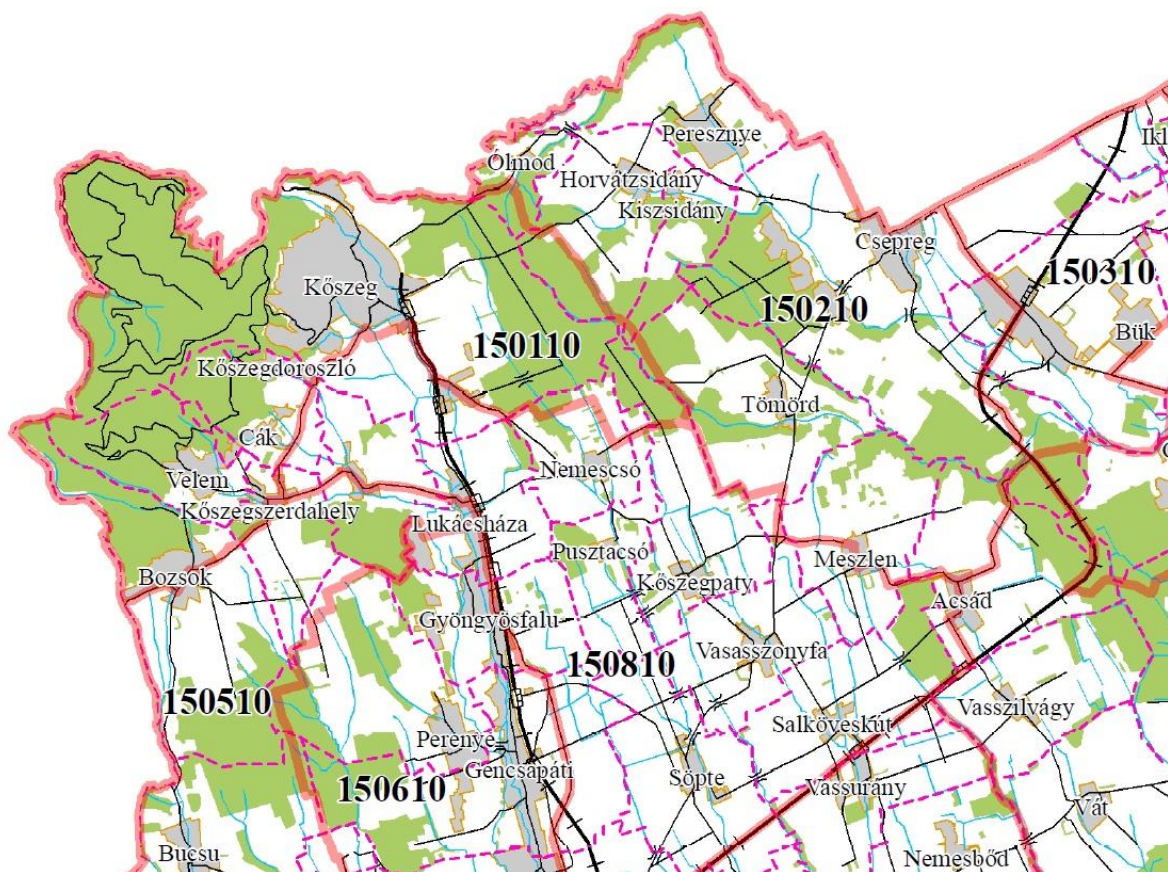 Peresznye
Ikl
Ólmod
Horvátzsidány
Kiszsidány
Csepreg
Kőszeg
150310
150210
Bük
150110
Kőszegdoroszló
Tömörd
Cák
Velem
Nemescsó
Kőszegszerdahely
Lukácsháza
Pusztacsó
Meszlen
Bozsok
Kőszegpaty
Acsád
Gyöngyösfalu
Vasasszonyfa
150810
150510
Vasszilvágy
Salköveskút
Perenye
Gencsapáti
Söpte
150610
Vassurány
Vát
Bucsu
Nemesbőd